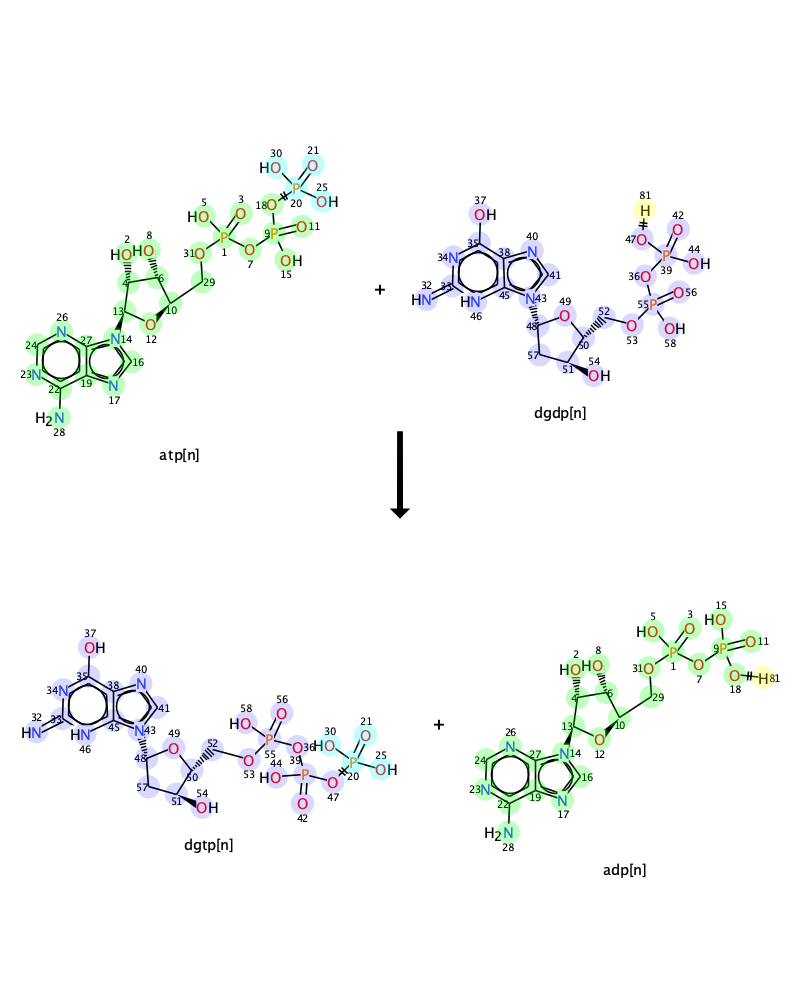 30 21
HO O
5 3 25
18 O P OH
HO O 20
2 8 P 9 P O 11
HO HO 31 1 O OH
O 7 15
4 6 29
13 10
O
26 12
N 27 N 14
24 16
23 N 19 N
22 17
H2N
28
atp[n]
+
81
37 H
OH 42
47 O O
35 40 44
34 N 38 N P OH
36 O 39
32 33 41
HN HN 45 N 43 55 P O 56
46 49 52
48 O O OH
50 53 58
57 51 54
OH
dgdp[n]
37
OH
35 40
34 N 38 N 58 56
32 33 41 HO O
HN HN 45 N 43 P 36
46 49 52 55 O 30 21
48 O O 39 HO O
50 53 44 P 25
57 51 54 HO P O 20 OH
OH O 47
42
dgtp[n]
+
15
5 3 HO
HO O 9 P O 11
2 8 P
HO HO 31 1 O O H 81
O 7 18
4 6 29
13 10
O
26 12
N 27 N 14
24 16
23 N 19 N
22 17
H2N
28
adp[n]